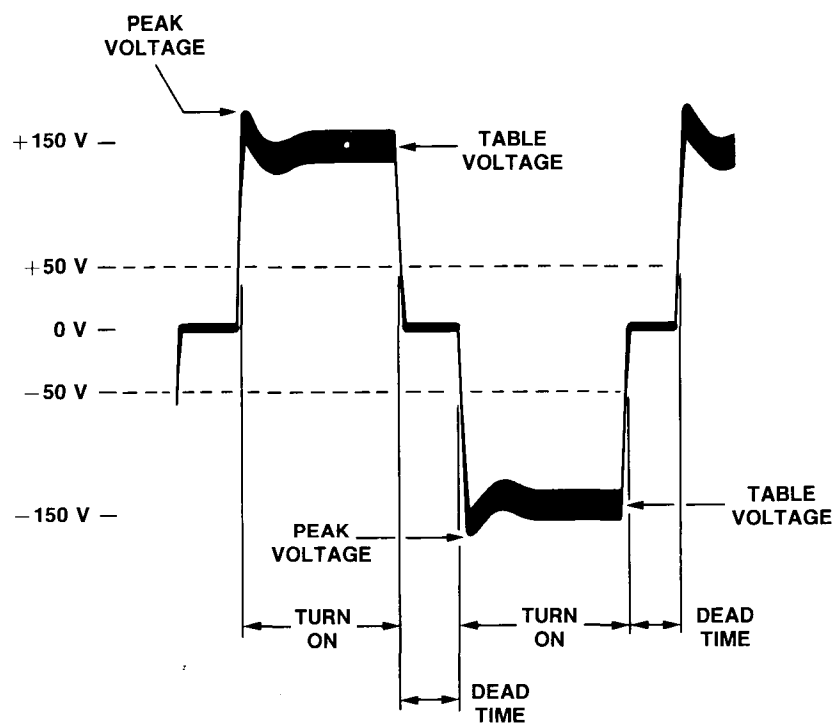 PEAK
VOLTAGE
+150 V
TABLE
VOLTAGE
+50 V
0 V
−50 V
−150 V
PEAK
VOLTAGE
TABLE
VOLTAGE
TURN
ON
TURN
ON
DEAD
TIME
DEAD
TIME